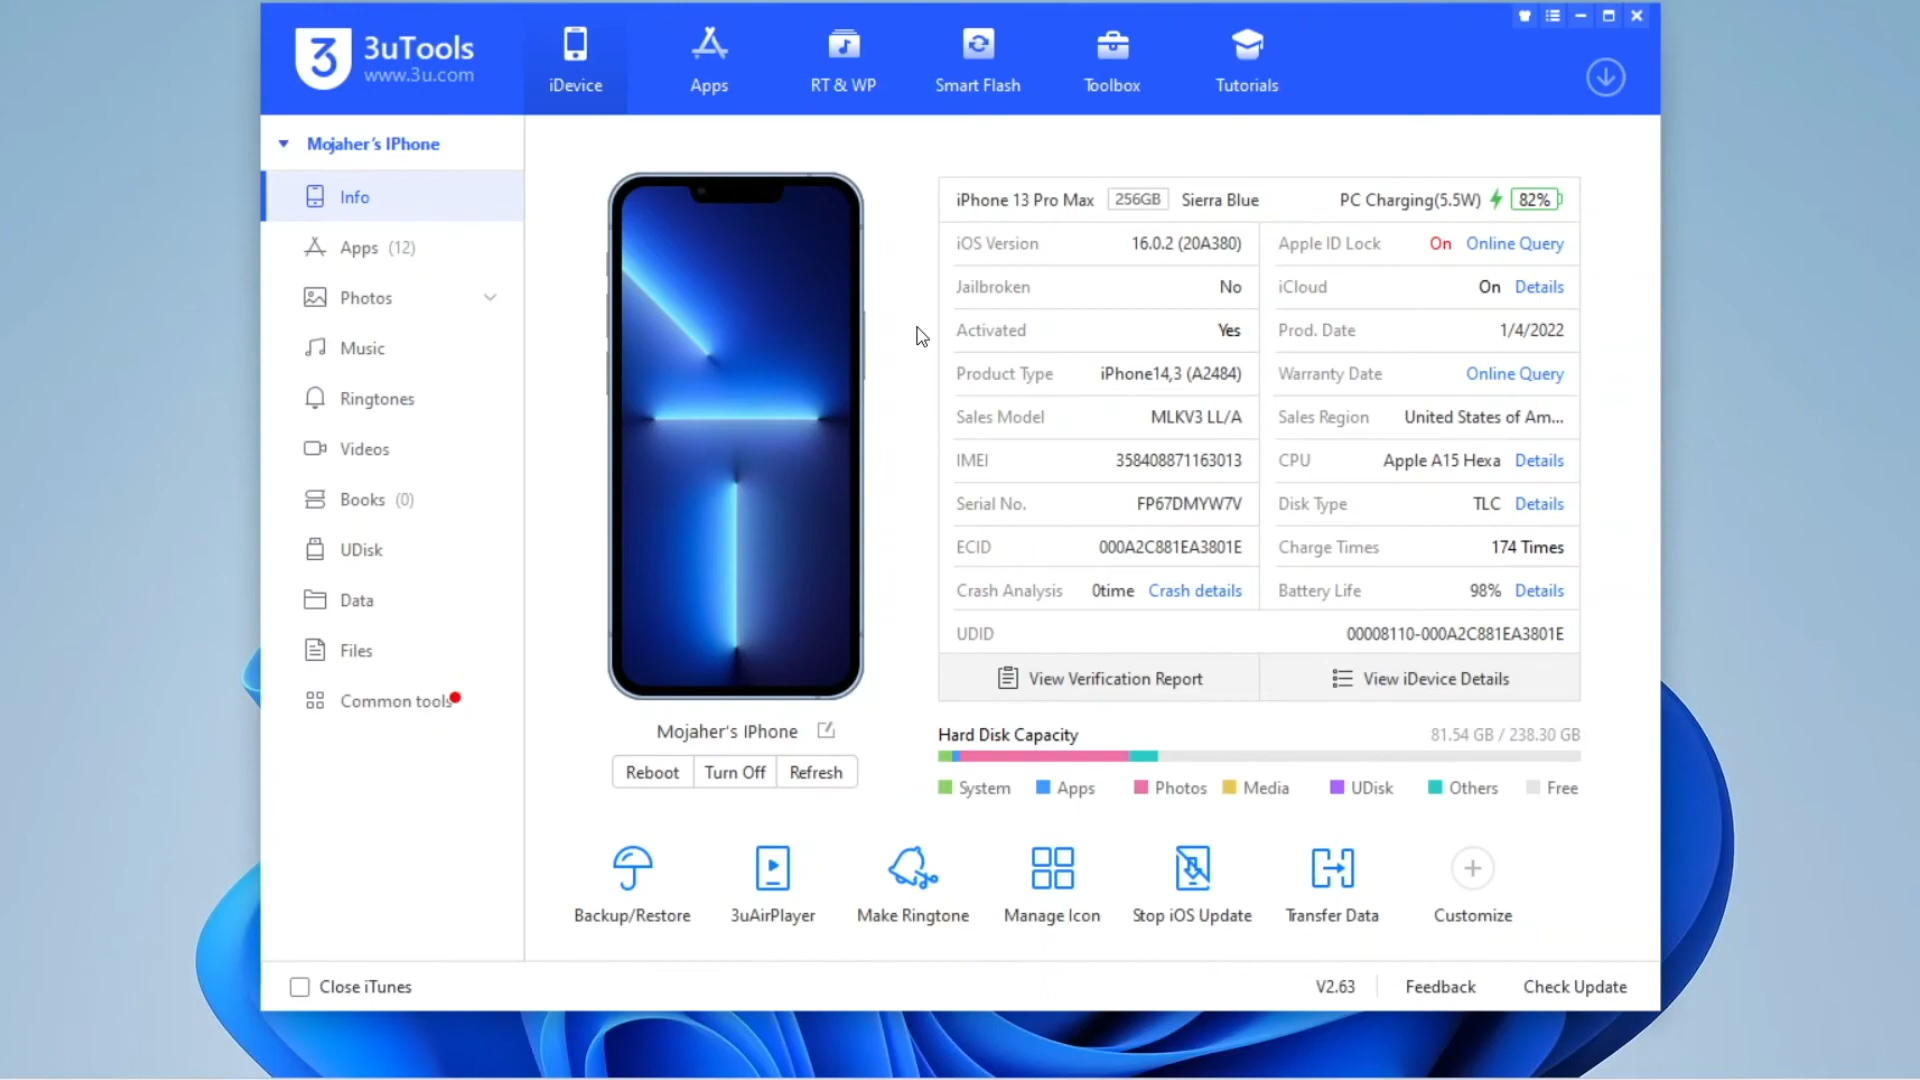 3 3uTools
www.3u.com
iDevice
Apps
RT & WP
Smart Flash
Toolbox
Tutorials
Mojaher's IPhone
Info
Apps (12)
Photos
Music
Ringtones
Videos
Books (0)
UDisk
Data
Files
Common tools
Mojaher's IPhone
Reboot Turn Off Refresh
iPhone 13 Pro Max 256GB Sierra Blue PC Charging(5.5W) 82%
iOS Version 16.0.2 (20A380) Apple ID Lock On Online Query
Jailbroken No iCloud On Details
Activated Yes Prod. Date 1/4/2022
Product Type iPhone14,3 (A2484) Warranty Date Online Query
Sales Model MLKV3 LL/A Sales Region United States of Am...
IMEI 358408871163013 CPU Apple A15 Hexa Details
Serial No. FP67DMYW7V Disk Type TLC Details
ECID 000A2C881EA3801E Charge Times 174 Times
Crash Analysis 0time Crash details Battery Life 98% Details
UDID 00008110-000A2C881EA3801E
View Verification Report View iDevice Details
Hard Disk Capacity 81.54 GB / 238.30 GB
System Apps Photos Media UDisk Others Free
Backup/Restore 3uAirPlayer Make Ringtone Manage Icon Stop iOS Update Transfer Data Customize
Close iTunes V2.63 Feedback Check Update